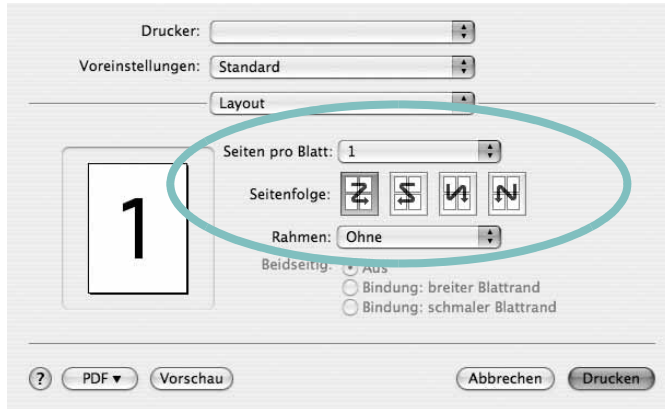 Drucker:
Voreinstellungen: Standard
Layout
Seiten pro Blatt: 1
Seitenfolge:
1
Rahmen: Ohne
Beidseitig: Aus
Bindung: breiter Blattrand
Bindung: schmaler Blattrand
? PDF▼ Vorschau Abbrechen Drucken